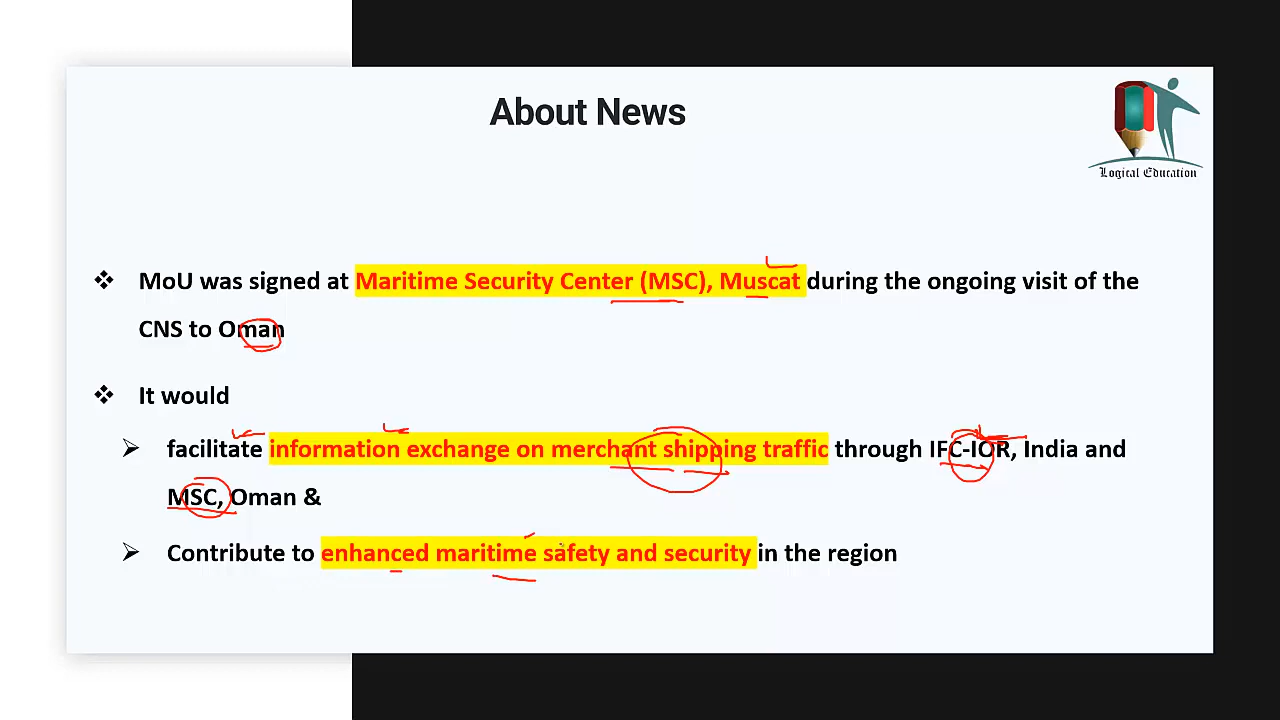 About News
Logical Education
❖ MoU was signed at Maritime Security Center (MSC), Muscat during the ongoing visit of the
CNS to Oman
❖ It would
➢ facilitate information exchange on merchant shipping traffic through IFC-IOR, India and
MSC, Oman &
➢ Contribute to enhanced maritime safety and security in the region